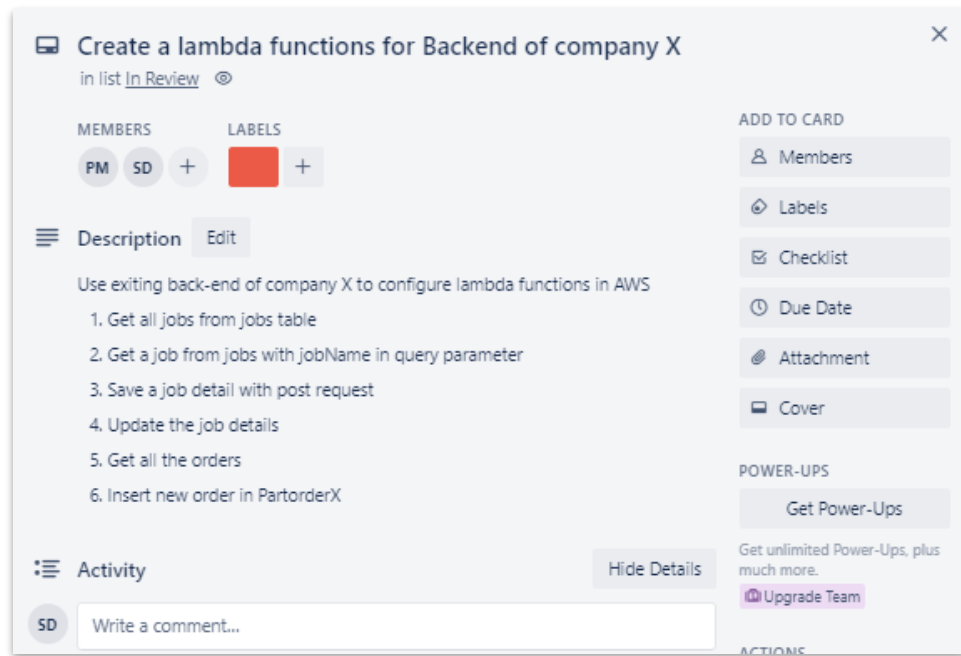 Create a lambda functions for Backend of company X
in list In Review
MEMBERS
LABELS
PM SD +
+
Description Edit
Use exiting back-end of company X to configure lambda functions in AWS
1. Get all jobs from jobs table
2. Get a job from jobs with jobName in query parameter
3. Save a job detail with post request
4. Update the job details
5. Get all the orders
6. Insert new order in PartorderX
Activity
Hide Details
SD
Write a comment...
ADD TO CARD
Members
Labels
Checklist
Due Date
Attachment
Cover
POWER-UPS
Get Power-Ups
Get unlimited Power-Ups, plus
much more.
Upgrade Team
ACTIONS